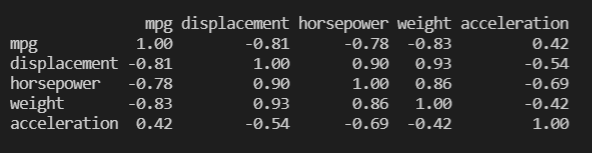 mpg displacement horsepower weight acceleration
mpg 1.00 -0.81 -0.78 -0.83 0.42
displacement -0.81 1.00 0.90 0.93 -0.54
horsepower -0.78 0.90 1.00 0.86 -0.69
weight -0.83 0.93 0.86 1.00 -0.42
acceleration 0.42 -0.54 -0.69 -0.42 1.00